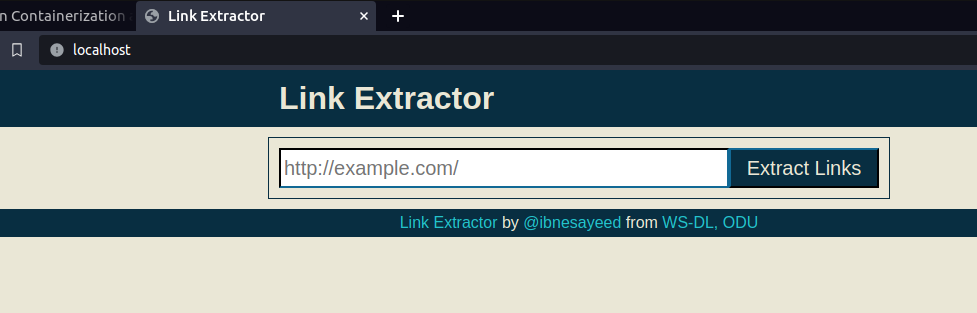 n Containerization
Link Extractor
localhost
Link Extractor
http://example.com/
Extract Links
Link Extractor by @ibnesayeed from WS-DL, ODU